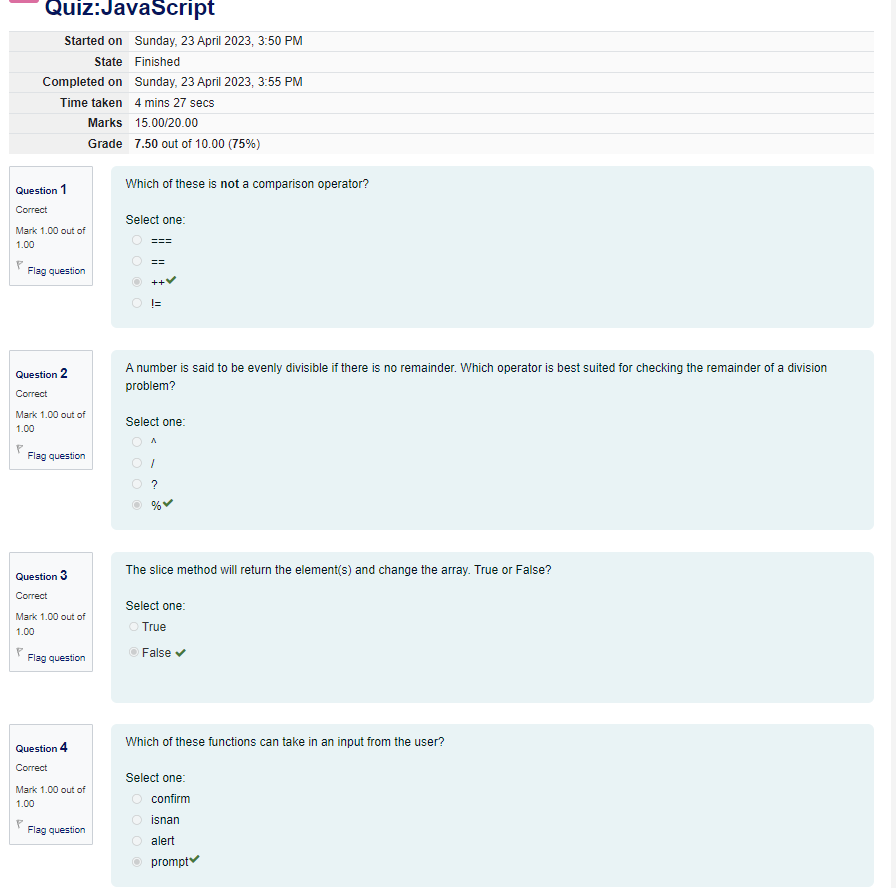 Quiz:JavaScript
Started on Sunday, 23 April 2023, 3:50 PM
State Finished
Completed on Sunday, 23 April 2023, 3:55 PM
Time taken 4 mins 27 secs
Marks 15.00/20.00
Grade 7.50 out of 10.00 (75%)
Question 1
Correct
Mark 1.00 out of
1.00
Flag question
Which of these is not a comparison operator?
Select one:
===
==
++
!=
Question 2
Correct
Mark 1.00 out of
1.00
Flag question
A number is said to be evenly divisible if there is no remainder. Which operator is best suited for checking the remainder of a division
problem?
Select one:
^
/
?
%
Question 3
Correct
Mark 1.00 out of
1.00
Flag question
The slice method will return the element(s) and change the array. True or False?
Select one:
True
False
Question 4
Correct
Mark 1.00 out of
1.00
Flag question
Which of these functions can take in an input from the user?
Select one:
confirm
isnan
alert
prompt